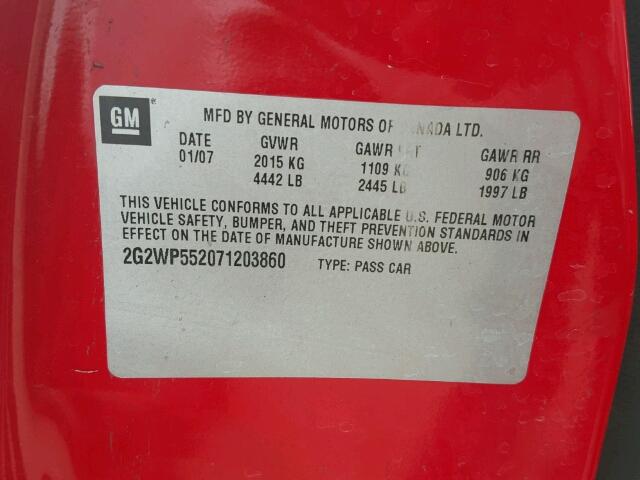 GM
MFD BY GENERAL MOTORS OF LTD.
DATE GVWR GAWR GAWR RR
01/07 2015 KG 1109 KG 906 KG
4442 LB 2445 LB 1997 LB
THIS VEHICLE CONFORMS TO ALL APPLICABLE U.S. FEDERAL MOTOR
VEHICLE SAFETY, BUMPER, AND THEFT PREVENTION STANDARDS IN
EFFECT ON THE DATE OF MANUFACTURE SHOWN ABOVE.
2G2WP552071203860 TYPE: PASS CAR